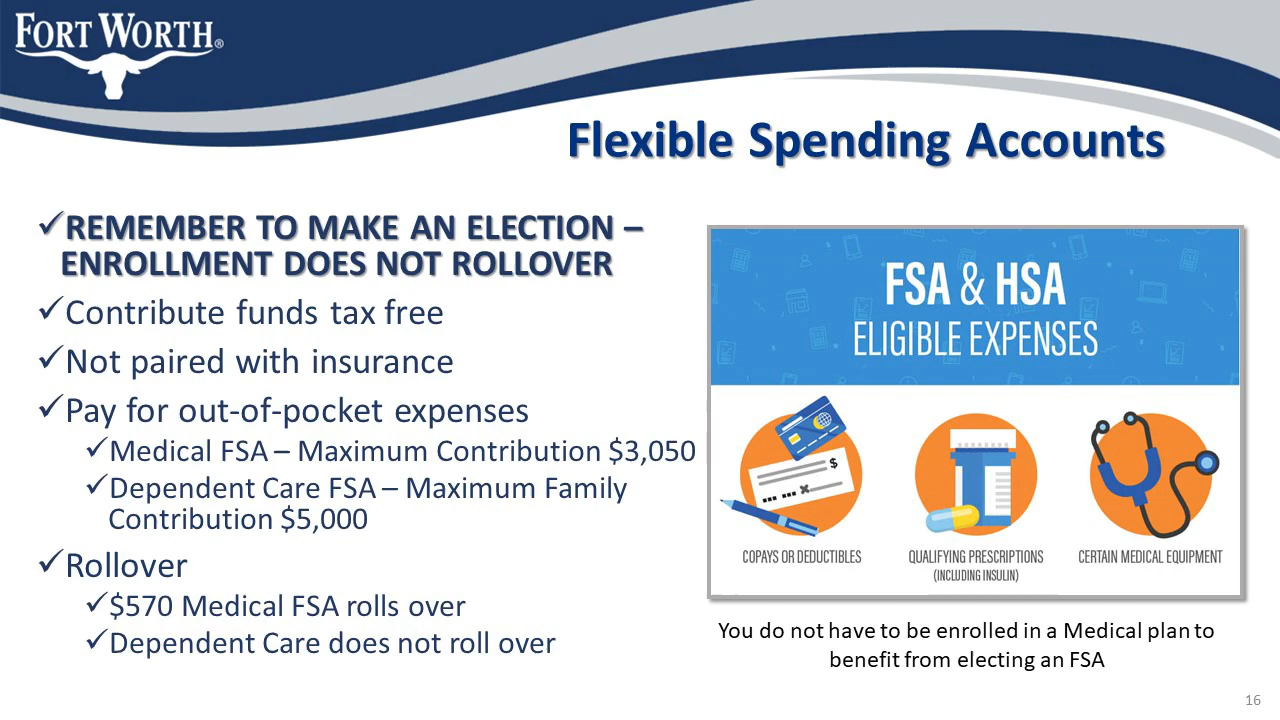 FORT WORTH®
Flexible Spending Accounts
✓REMEMBER TO MAKE AN ELECTION –
ENROLLMENT DOES NOT ROLLOVER
✓Contribute funds tax free
✓Not paired with insurance
✓Pay for out-of-pocket expenses
✓Medical FSA – Maximum Contribution $3,050
✓Dependent Care FSA – Maximum Family
Contribution $5,000
✓Rollover
✓$570 Medical FSA rolls over
✓Dependent Care does not roll over
FSA & HSA
ELIGIBLE EXPENSES
$
COPAYS OR DEDUCTIBLES
QUALIFYING PRESCRIPTIONS
(INCLUDING INSULIN)
CERTAIN MEDICAL EQUIPMENT
You do not have to be enrolled in a Medical plan to
benefit from electing an FSA
16